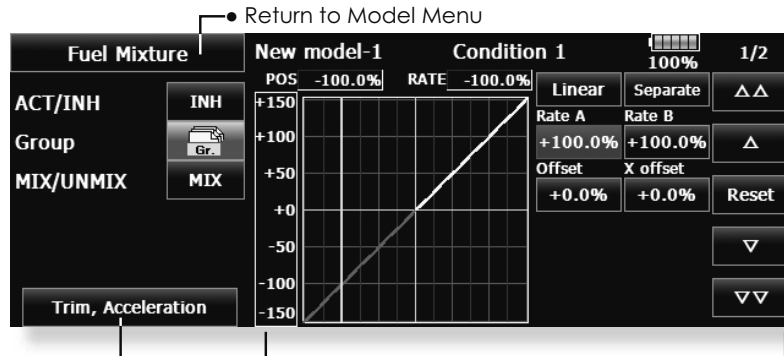 Return to Model Menu
Fuel Mixture
New model-1
Condition 1
100%
1/2
ACT/INH
INH
Group
Gr.
MIX/UNMIX
MIX
Trim, Acceleration
POS
-100.0%
RATE
-100.0%
+150
+100
+50
+0
-50
-100
-150
Linear
Separate
Rate A
Rate B
+100.0%
+100.0%
Offset
X offset
+0.0%
+0.0%
Reset